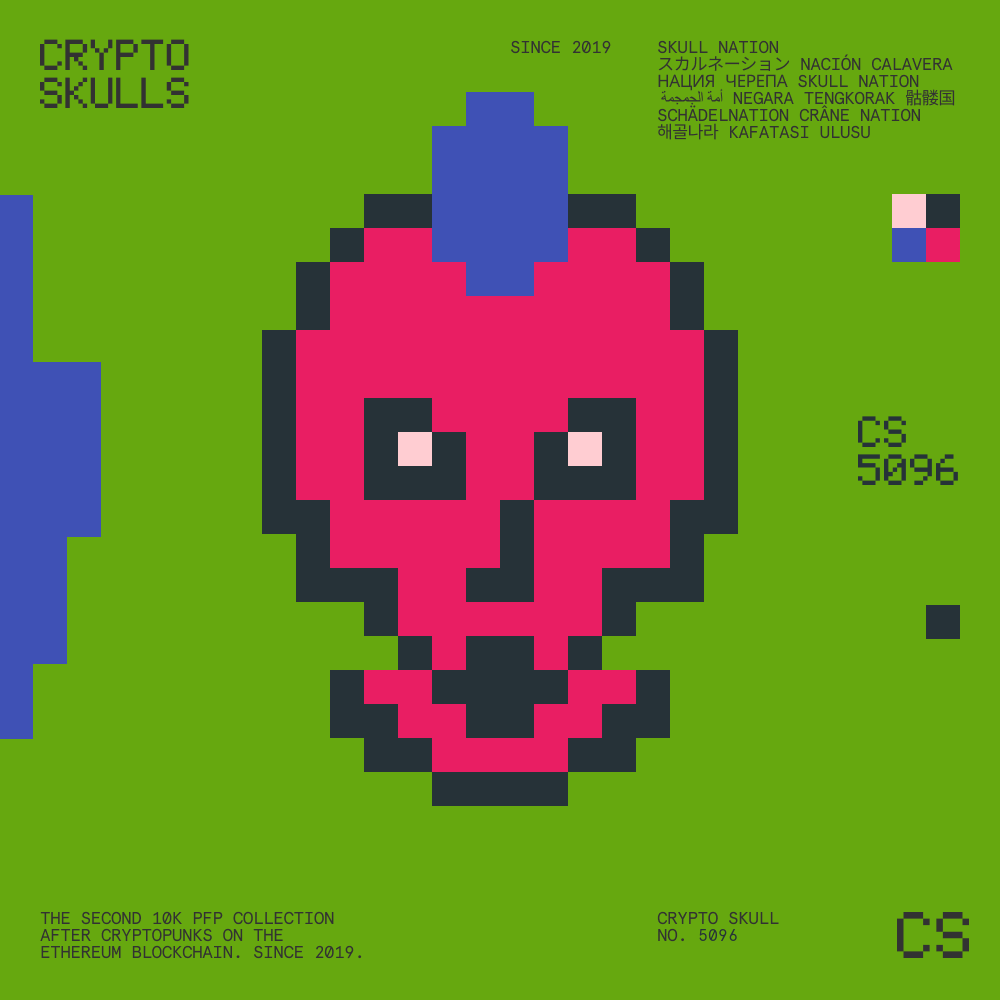 CRYPTO
SKULLS
SINCE 2019
SKULL NATION
スカルネーション NACIÓN CALAVERA
НАЦИЯ ЧЕРЕПА SKULL NATION
أمة الجمجمة NEGARA TENGKORAK 骷髅国
SCHÄDELNATION CRÂNE NATION
해골나라 KAFATASI ULUSU
CS
5096
THE SECOND 10K PFP COLLECTION
AFTER CRYPTOPUNKS ON THE
ETHEREUM BLOCKCHAIN. SINCE 2019.
CRYPTO SKULL
NO. 5096
CS